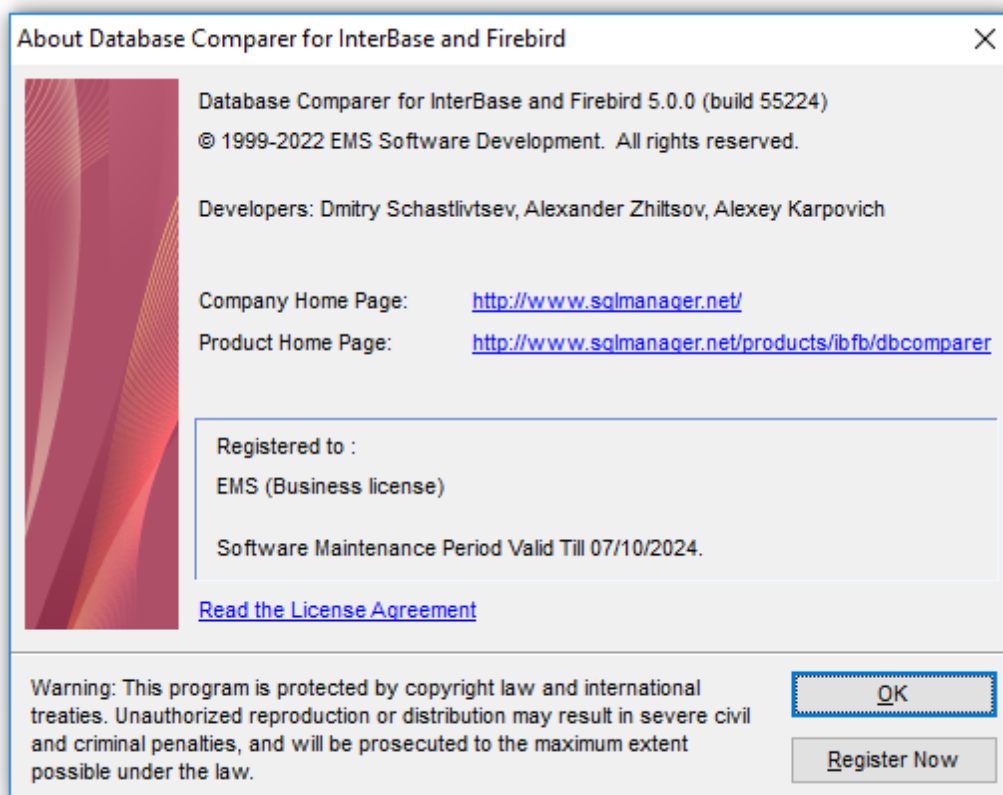 About Database Comparer for InterBase and Firebird
Database Comparer for InterBase and Firebird 5.0.0 (build 55224)
© 1999-2022 EMS Software Development.  All rights reserved.
Developers: Dmitry Schastlivtsev, Alexander Zhiltsov, Alexey Karpovich
Company Home Page: http://www.sqlmanager.net/
Product Home Page: http://www.sqlmanager.net/products/ibfb/dbcomparer
Registered to :
EMS (Business license)
Software Maintenance Period Valid Till 07/10/2024.
Read the License Agreement
Warning: This program is protected by copyright law and international
treaties. Unauthorized reproduction or distribution may result in severe civil
and criminal penalties, and will be prosecuted to the maximum extent
possible under the law.
OK
Register Now